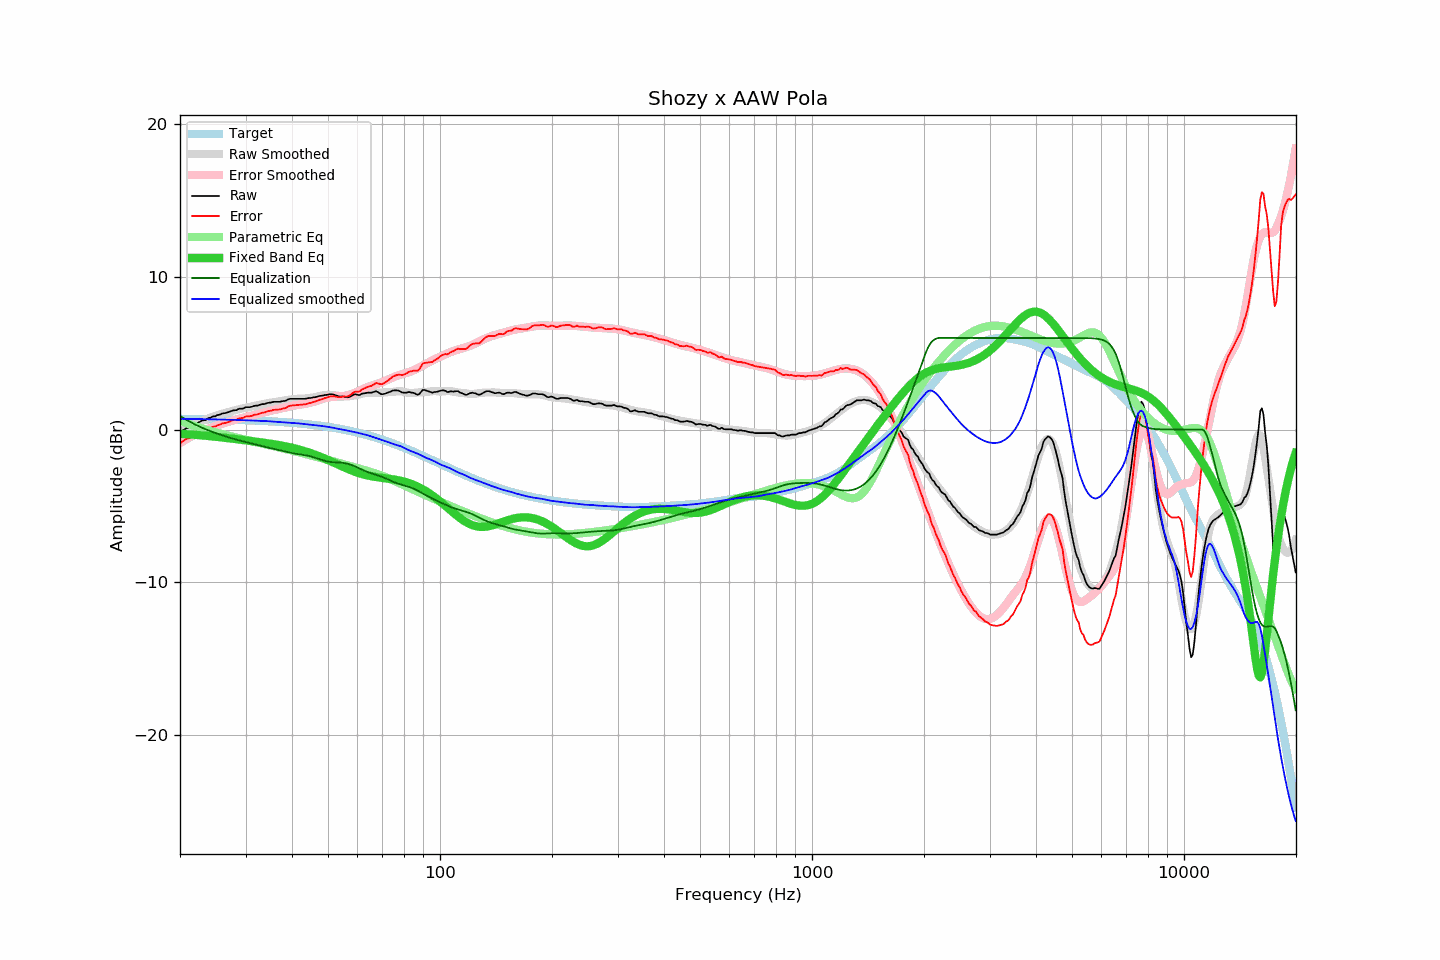 Shozy x AAW Pola
20
10
0
−10
−20
Amplitude (dBr)
Target
Raw Smoothed
Error Smoothed
Raw
Error
Parametric Eq
Fixed Band Eq
Equalization
Equalized smoothed
100
1000
10000
Frequency (Hz)